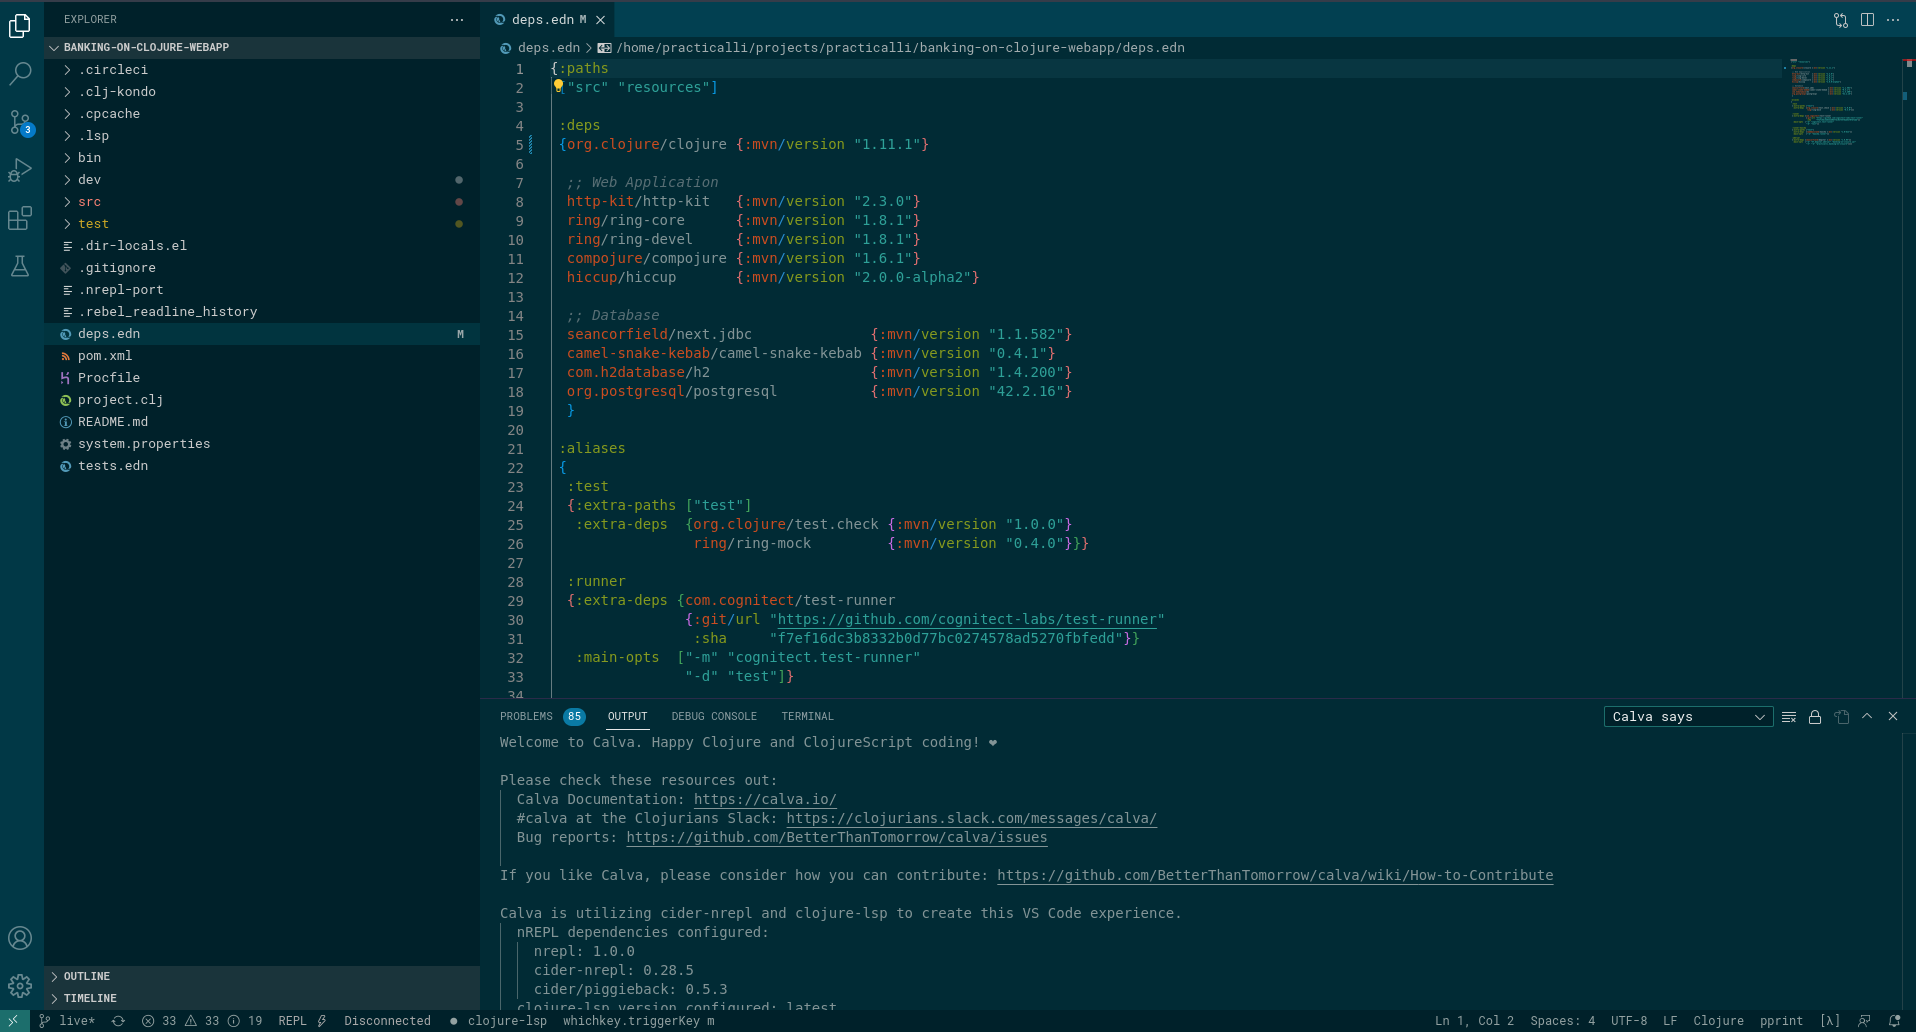 EXPLORER
BANKING-ON-CLOJURE-WEBAPP
.circleci
.clj-kondo
.cpcache
.lsp
bin
dev
src
test
.dir-locals.el
.gitignore
.nrepl-port
.rebel_readline_history
deps.edn M
pom.xml
Procfile
project.clj
README.md
system.properties
tests.edn
OUTLINE
TIMELINE
3
deps.edn M
deps.edn > /home/practicalli/projects/practicalli/banking-on-clojure-webapp/deps.edn
1 {:paths
2 ["src" "resources"]
3
4 :deps
5 {org.clojure/clojure {:mvn/version "1.11.1"}
6
7 ;; Web Application
8 http-kit/http-kit {:mvn/version "2.3.0"}
9 ring/ring-core {:mvn/version "1.8.1"}
10 ring/ring-devel {:mvn/version "1.8.1"}
11 compojure/compojure {:mvn/version "1.6.1"}
12 hiccup/hiccup {:mvn/version "2.0.0-alpha2"}
13
14 ;; Database
15 seancorfield/next.jdbc {:mvn/version "1.1.582"}
16 camel-snake-kebab/camel-snake-kebab {:mvn/version "0.4.1"}
17 com.h2database/h2 {:mvn/version "1.4.200"}
18 org.postgresql/postgresql {:mvn/version "42.2.16"}
19 }
20
21 :aliases
22 {
23 :test
24 {:extra-paths ["test"]
25 :extra-deps {org.clojure/test.check {:mvn/version "1.0.0"}
26 ring/ring-mock {:mvn/version "0.4.0"}}}
27
28 :runner
29 {:extra-deps {com.cognitect/test-runner
30 {:git/url "https://github.com/cognitect-labs/test-runner"
31 :sha "f7ef16dc3b8332b0d77bc0274578ad5270fbfedd"}}
32 :main-opts ["-m" "cognitect.test-runner"
33 "-d" "test"]}
34
PROBLEMS 85 OUTPUT DEBUG CONSOLE TERMINAL Calva says
Welcome to Calva. Happy Clojure and ClojureScript coding! ❤
Please check these resources out:
Calva Documentation: https://calva.io/
#calva at the Clojurians Slack: https://clojurians.slack.com/messages/calva/
Bug reports: https://github.com/BetterThanTomorrow/calva/issues
If you like Calva, please consider how you can contribute: https://github.com/BetterThanTomorrow/calva/wiki/How-to-Contribute
Calva is utilizing cider-nrepl and clojure-lsp to create this VS Code experience.
nREPL dependencies configured:
nrepl: 1.0.0
cider-nrepl: 0.28.5
cider/piggieback: 0.5.3
clojure-lsp version configured: latest
live* 33 33 19 REPL Disconnected clojure-lsp whichkey.triggerKey m Ln 1, Col 2 Spaces: 4 UTF-8 LF Clojure pprint [λ]